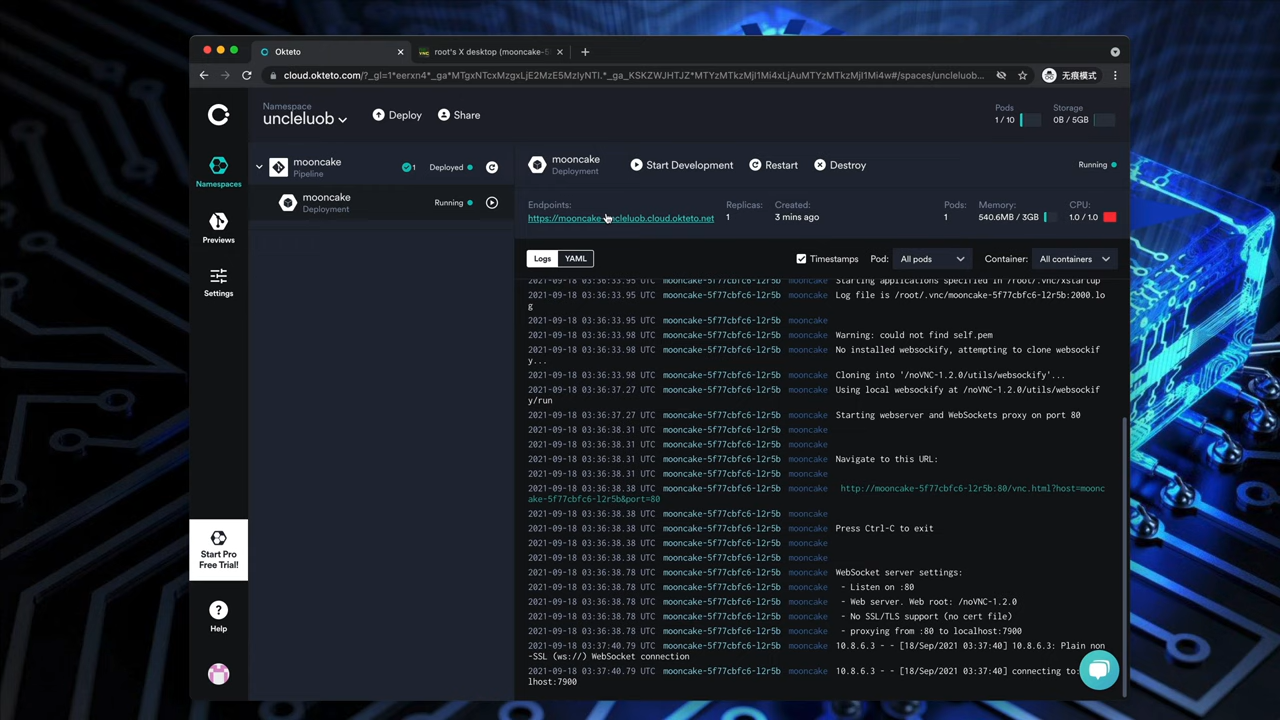 Okteto
root's X desktop (mooncake-5
cloud.okteto.com/?_gl=1*eerxn4*_ga*MTgxNTcxMzgxLjE2MzE5MzIyNTI.*_ga_KSKZWJHTJZ*MTYzMTkzMjI1Mi4xLjAuMTYzMTkzMjI1Mi4w#/spaces/uncleluob...
无痕模式
Namespace
uncleluob
Deploy
Share
Pods
1 / 10
Storage
0B / 5GB
Namespaces
Previews
Settings
Start Pro
Free Trial!
Help
mooncake
Pipeline
1
Deployed
mooncake
Deployment
Running
mooncake
Deployment
Start Development
Restart
Destroy
Running
Endpoints:
https://mooncake-uncleluob.cloud.okteto.net
Replicas:
1
Created:
3 mins ago
Pods:
1
Memory:
540.6MB / 3GB
CPU:
1.0 / 1.0
Logs
YAML
Timestamps
Pod:
All pods
Container:
All containers
2021-09-18 03:36:33.95 UTC mooncake-5f77cbfc6-l2r5b mooncake Starting applications specified in /root/.vnc/xstartup
2021-09-18 03:36:33.95 UTC mooncake-5f77cbfc6-l2r5b mooncake Log file is /root/.vnc/mooncake-5f77cbfc6-l2r5b:2000.lo
g
2021-09-18 03:36:33.95 UTC mooncake-5f77cbfc6-l2r5b mooncake
2021-09-18 03:36:33.98 UTC mooncake-5f77cbfc6-l2r5b mooncake Warning: could not find self.pem
2021-09-18 03:36:33.98 UTC mooncake-5f77cbfc6-l2r5b mooncake No installed websockify, attempting to clone websockif
y...
2021-09-18 03:36:33.98 UTC mooncake-5f77cbfc6-l2r5b mooncake Cloning into '/noVNC-1.2.0/utils/websockify'...
2021-09-18 03:36:37.27 UTC mooncake-5f77cbfc6-l2r5b mooncake Using local websockify at /noVNC-1.2.0/utils/websockif
y/run
2021-09-18 03:36:37.27 UTC mooncake-5f77cbfc6-l2r5b mooncake Starting webserver and WebSockets proxy on port 80
2021-09-18 03:36:38.31 UTC mooncake-5f77cbfc6-l2r5b mooncake
2021-09-18 03:36:38.31 UTC mooncake-5f77cbfc6-l2r5b mooncake
2021-09-18 03:36:38.31 UTC mooncake-5f77cbfc6-l2r5b mooncake Navigate to this URL:
2021-09-18 03:36:38.31 UTC mooncake-5f77cbfc6-l2r5b mooncake
2021-09-18 03:36:38.31 UTC mooncake-5f77cbfc6-l2r5b mooncake http://mooncake-5f77cbfc6-l2r5b:80/vnc.html?host=moonc
ake-5f77cbfc6-l2r5b&port=80
2021-09-18 03:36:38.38 UTC mooncake-5f77cbfc6-l2r5b mooncake
2021-09-18 03:36:38.38 UTC mooncake-5f77cbfc6-l2r5b mooncake Press Ctrl-C to exit
2021-09-18 03:36:38.38 UTC mooncake-5f77cbfc6-l2r5b mooncake
2021-09-18 03:36:38.38 UTC mooncake-5f77cbfc6-l2r5b mooncake
2021-09-18 03:36:38.78 UTC mooncake-5f77cbfc6-l2r5b mooncake WebSocket server settings:
2021-09-18 03:36:38.78 UTC mooncake-5f77cbfc6-l2r5b mooncake - Listen on :80
2021-09-18 03:36:38.78 UTC mooncake-5f77cbfc6-l2r5b mooncake - Web server. Web root: /noVNC-1.2.0
2021-09-18 03:36:38.78 UTC mooncake-5f77cbfc6-l2r5b mooncake - No SSL/TLS support (no cert file)
2021-09-18 03:36:38.78 UTC mooncake-5f77cbfc6-l2r5b mooncake - proxying from :80 to localhost:7900
2021-09-18 03:37:40.79 UTC mooncake-5f77cbfc6-l2r5b mooncake 10.8.6.3 - - [18/Sep/2021 03:37:40] 10.8.6.3: Plain non
-SSL (ws://) WebSocket connection
2021-09-18 03:37:40.79 UTC mooncake-5f77cbfc6-l2r5b mooncake 10.8.6.3 - - [18/Sep/2021 03:37:40] connecting to:
lhost:7900